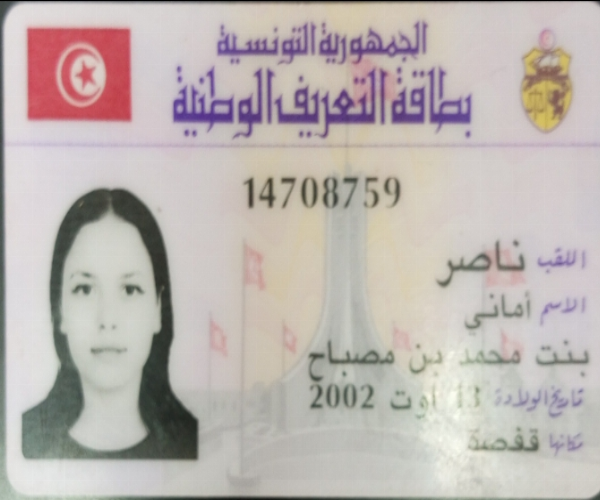 الجمهورية التونسية
بطاقة التعريف الوطنية
14708759
اللقب ناصر
الاسم أماني
بنت محمد بن مصباح
تاريخ الولادة 13 أوت 2002
مكانها قفصة